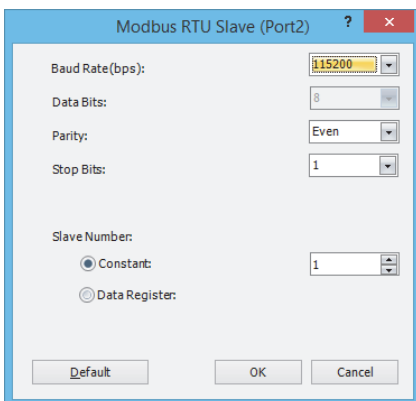 Modbus RTU Slave (Port2) ? ×
Baud Rate(bps): 115200
Data Bits: 8
Parity: Even
Stop Bits: 1
Slave Number:
Constant: 1
Data Register:
Default OK Cancel